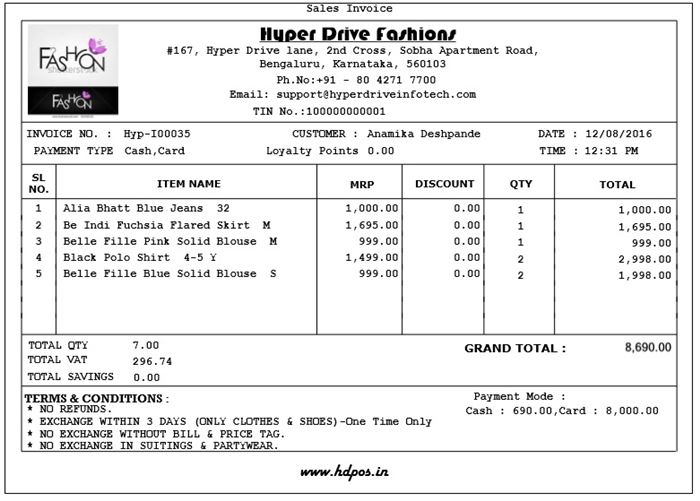 Sales Invoice
FASHION
FASHION
Hyper Drive Fashions
#167, Hyper Drive lane, 2nd Cross, Sobha Apartment Road,
Bengaluru, Karnataka, 560103
Ph.No:+91 - 80 4271 7700
Email: support@hyperdriveinfotech.com
TIN No.:100000000001
INVOICE NO. : Hyp-I00035 CUSTOMER : Anamika Deshpande DATE : 12/08/2016
PAYMENT TYPE Cash,Card Loyalty Points 0.00 TIME : 12:31 PM
SL NO. ITEM NAME MRP DISCOUNT QTY TOTAL
1 Alia Bhatt Blue Jeans 32 1,000.00 0.00 1 1,000.00
2 Be Indi Fuchsia Flared Skirt M 1,695.00 0.00 1 1,695.00
3 Belle Fille Pink Solid Blouse M 999.00 0.00 1 999.00
4 Black Polo Shirt 4-5 Y 1,499.00 0.00 2 2,998.00
5 Belle Fille Blue Solid Blouse S 999.00 0.00 2 1,998.00
TOTAL QTY 7.00
TOTAL VAT 296.74
TOTAL SAVINGS 0.00
GRAND TOTAL : 8,690.00
TERMS & CONDITIONS :
* NO REFUNDS.
* EXCHANGE WITHIN 3 DAYS (ONLY CLOTHES & SHOES)-One Time Only
* NO EXCHANGE WITHOUT BILL & PRICE TAG.
* NO EXCHANGE IN SUITINGS & PARTYWEAR.
Payment Mode :
Cash : 690.00,Card : 8,000.00
www.hdpos.in